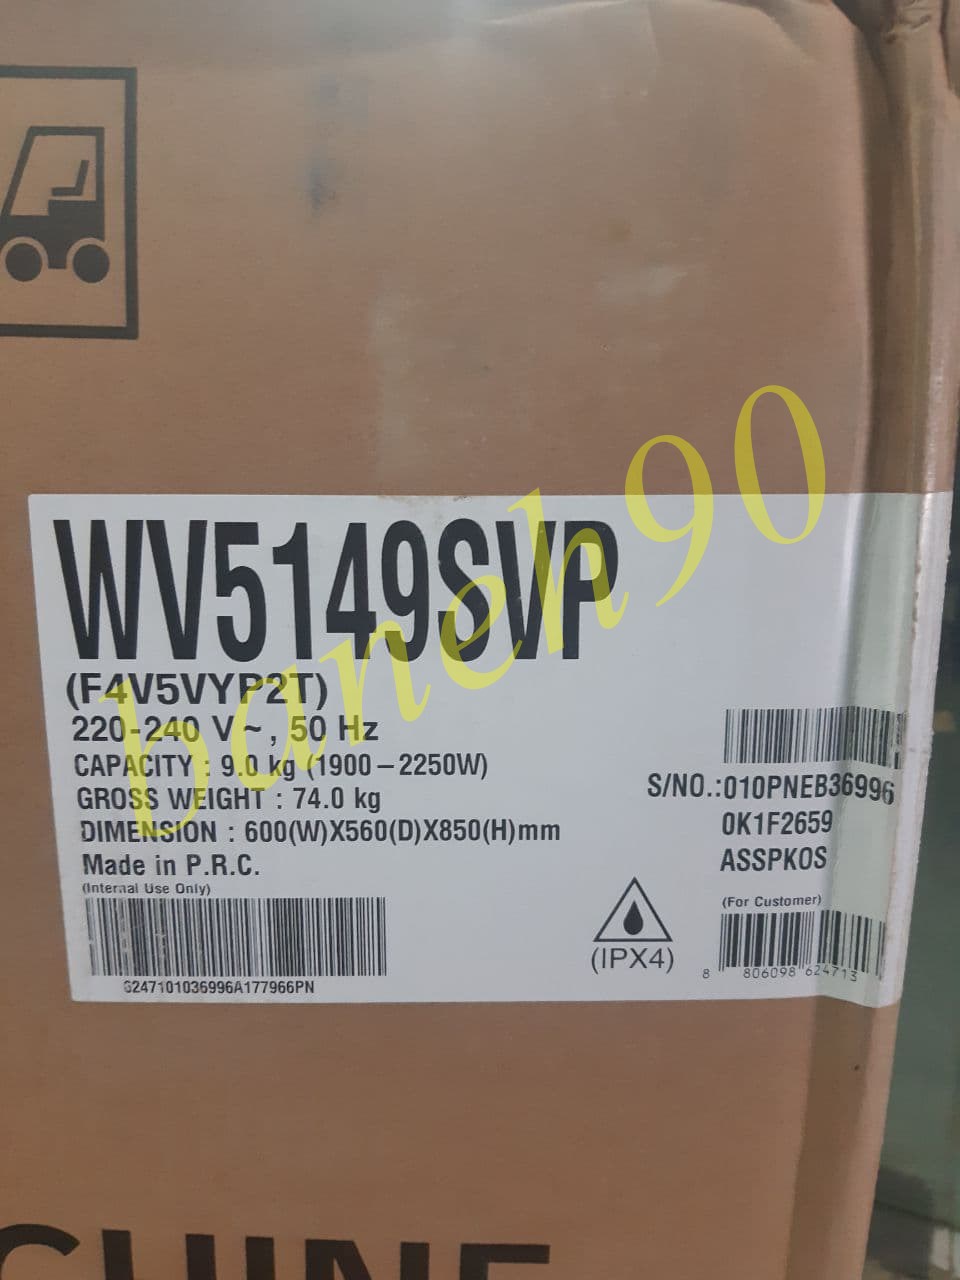 WV5149SVP
(F4V5VYP2T)
220-240 V ~ , 50 Hz
CAPACITY : 9.0 kg (1900 – 2250W)
GROSS WEIGHT : 74.0 kg
DIMENSION : 600(W)X560(D)X850(H)mm
Made in P.R.C.
(Internal Use Only)
6247101036996A177966PN
S/NO.:010PNEB36996
0K1F2659
ASSPKOS
(For Customer)
8 806098 624713
(IPX4)
baneh90